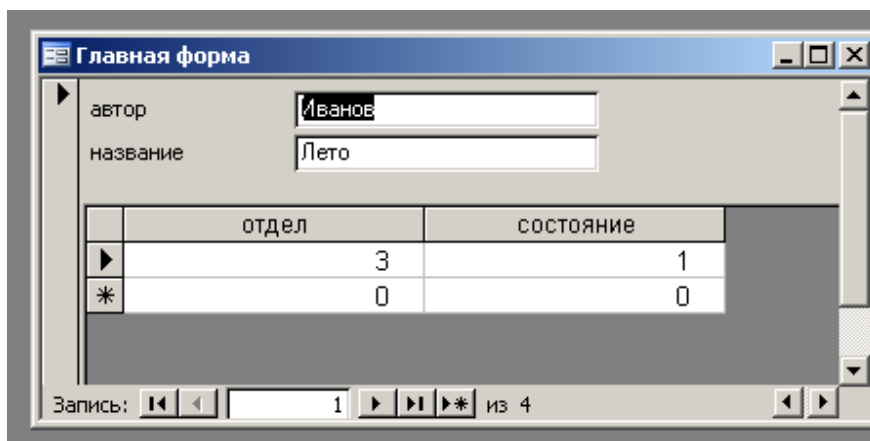 Главная форма
автор Иванов
название Лето
отдел состояние
3 1
0 0
Запись: 1 из 4